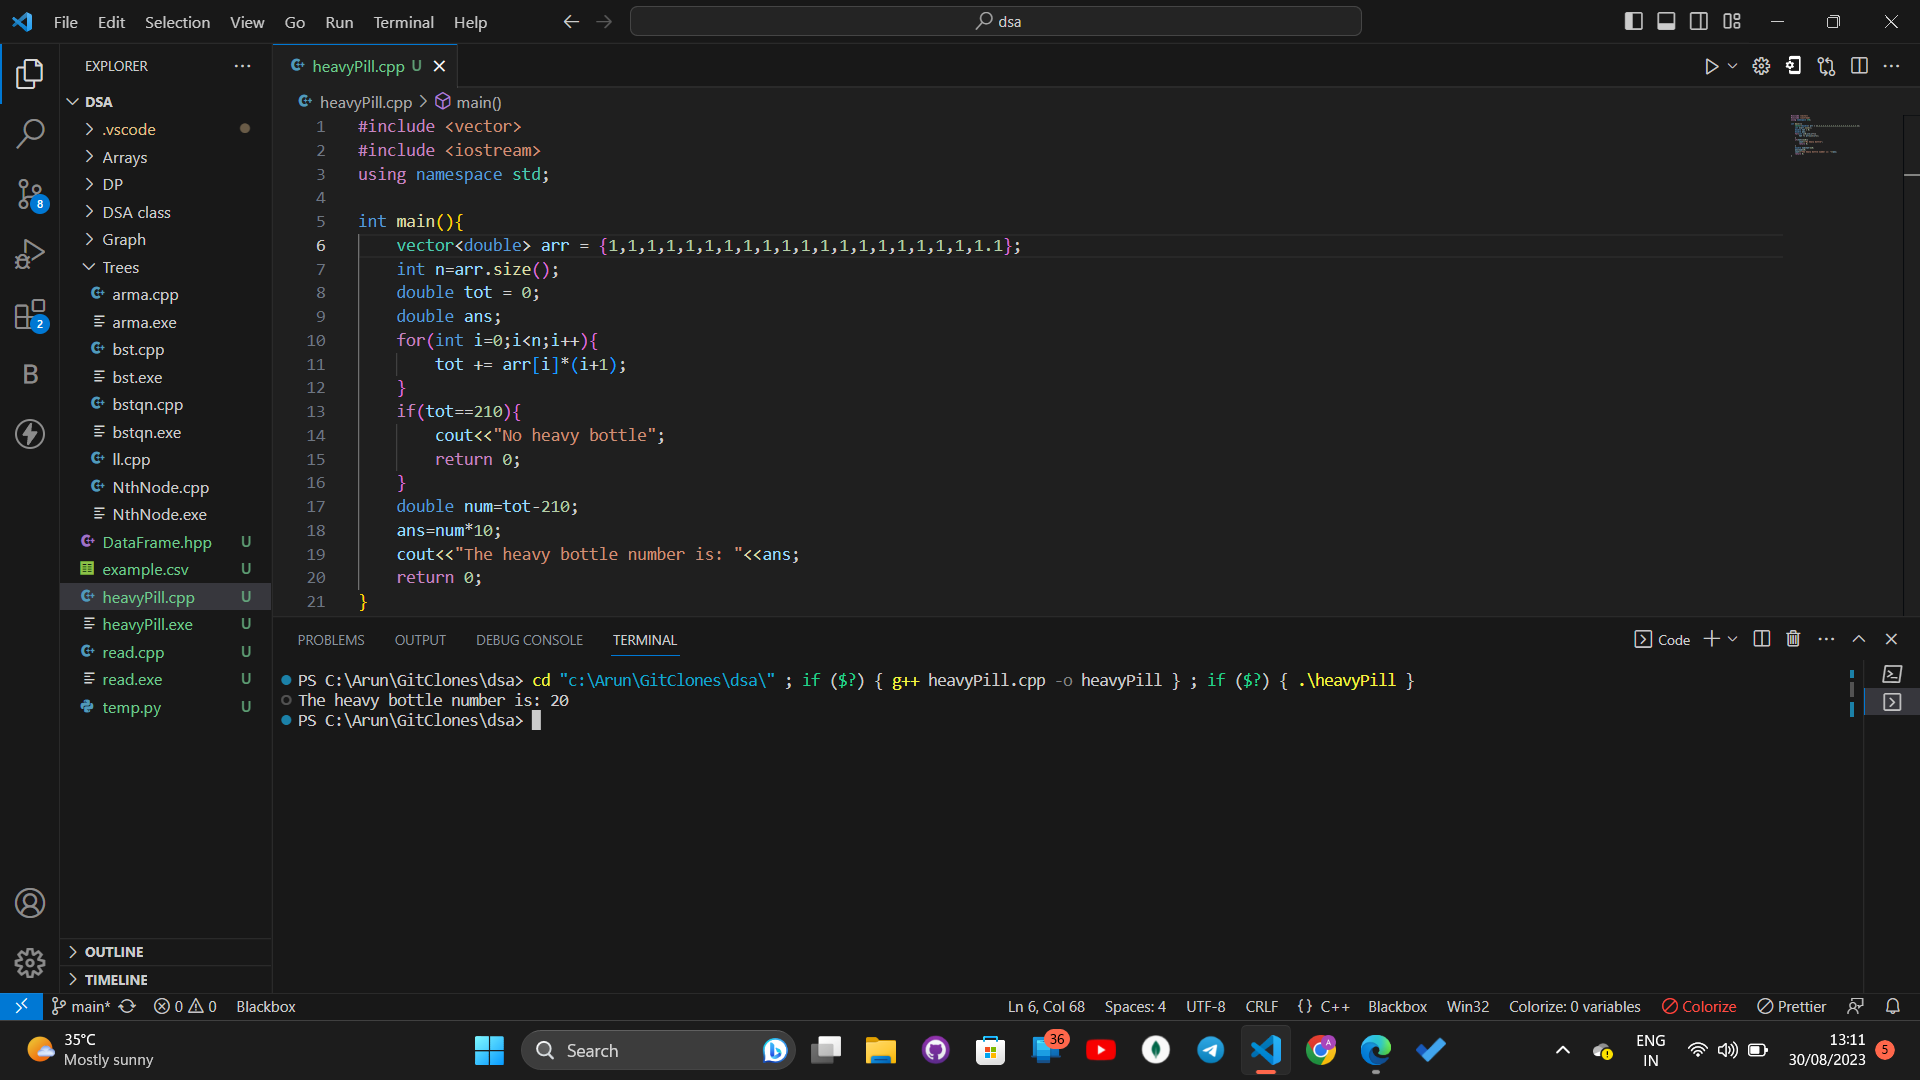 File Edit Selection View Go Run Terminal Help
dsa
EXPLORER
heavyPill.cpp U
DSA
heavyPill.cpp > main()
.vscode
Arrays
DP
DSA class
Graph
Trees
arma.cpp
arma.exe
bst.cpp
bst.exe
bstqn.cpp
bstqn.exe
ll.cpp
NthNode.cpp
NthNode.exe
DataFrame.hpp U
example.csv U
heavyPill.cpp U
heavyPill.exe U
read.cpp U
read.exe U
temp.py U
OUTLINE
TIMELINE
8
2
B
1 #include <vector>
2 #include <iostream>
3 using namespace std;
4
5 int main(){
6 vector<double> arr = {1,1,1,1,1,1,1,1,1,1,1,1,1,1,1,1,1,1,1,1.1};
7 int n=arr.size();
8 double tot = 0;
9 double ans;
10 for(int i=0;i<n;i++){
11 tot += arr[i]*(i+1);
12 }
13 if(tot==210){
14 cout<<"No heavy bottle";
15 return 0;
16 }
17 double num=tot-210;
18 ans=num*10;
19 cout<<"The heavy bottle number is: "<<ans;
20 return 0;
21 }
PROBLEMS OUTPUT DEBUG CONSOLE TERMINAL
Code
PS C:\Arun\GitClones\dsa> cd "c:\Arun\GitClones\dsa\" ; if ($?) { g++ heavyPill.cpp -o heavyPill } ; if ($?) { .\heavyPill }
The heavy bottle number is: 20
PS C:\Arun\GitClones\dsa>
main* 0 0 Blackbox
Ln 6, Col 68 Spaces: 4 UTF-8 CRLF {} C++ Blackbox Win32 Colorize: 0 variables Colorize Prettier
35°C
Mostly sunny
Search
36
A
ENG
IN
13:11
30/08/2023
5